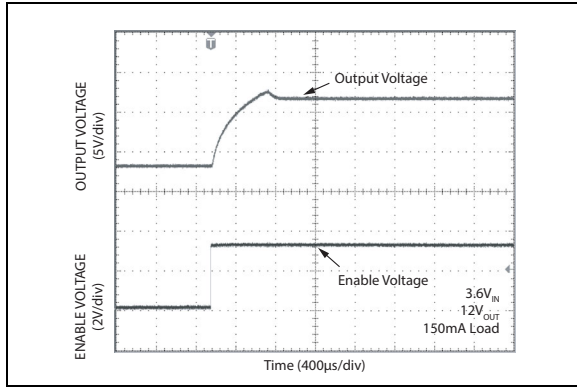 T
OUTPUT VOLTAGE
(5V/div)
Output Voltage
ENABLE VOLTAGE
(2V/div)
Enable Voltage
3.6VIN
12VOUT
150mA Load
Time (400µs/div)